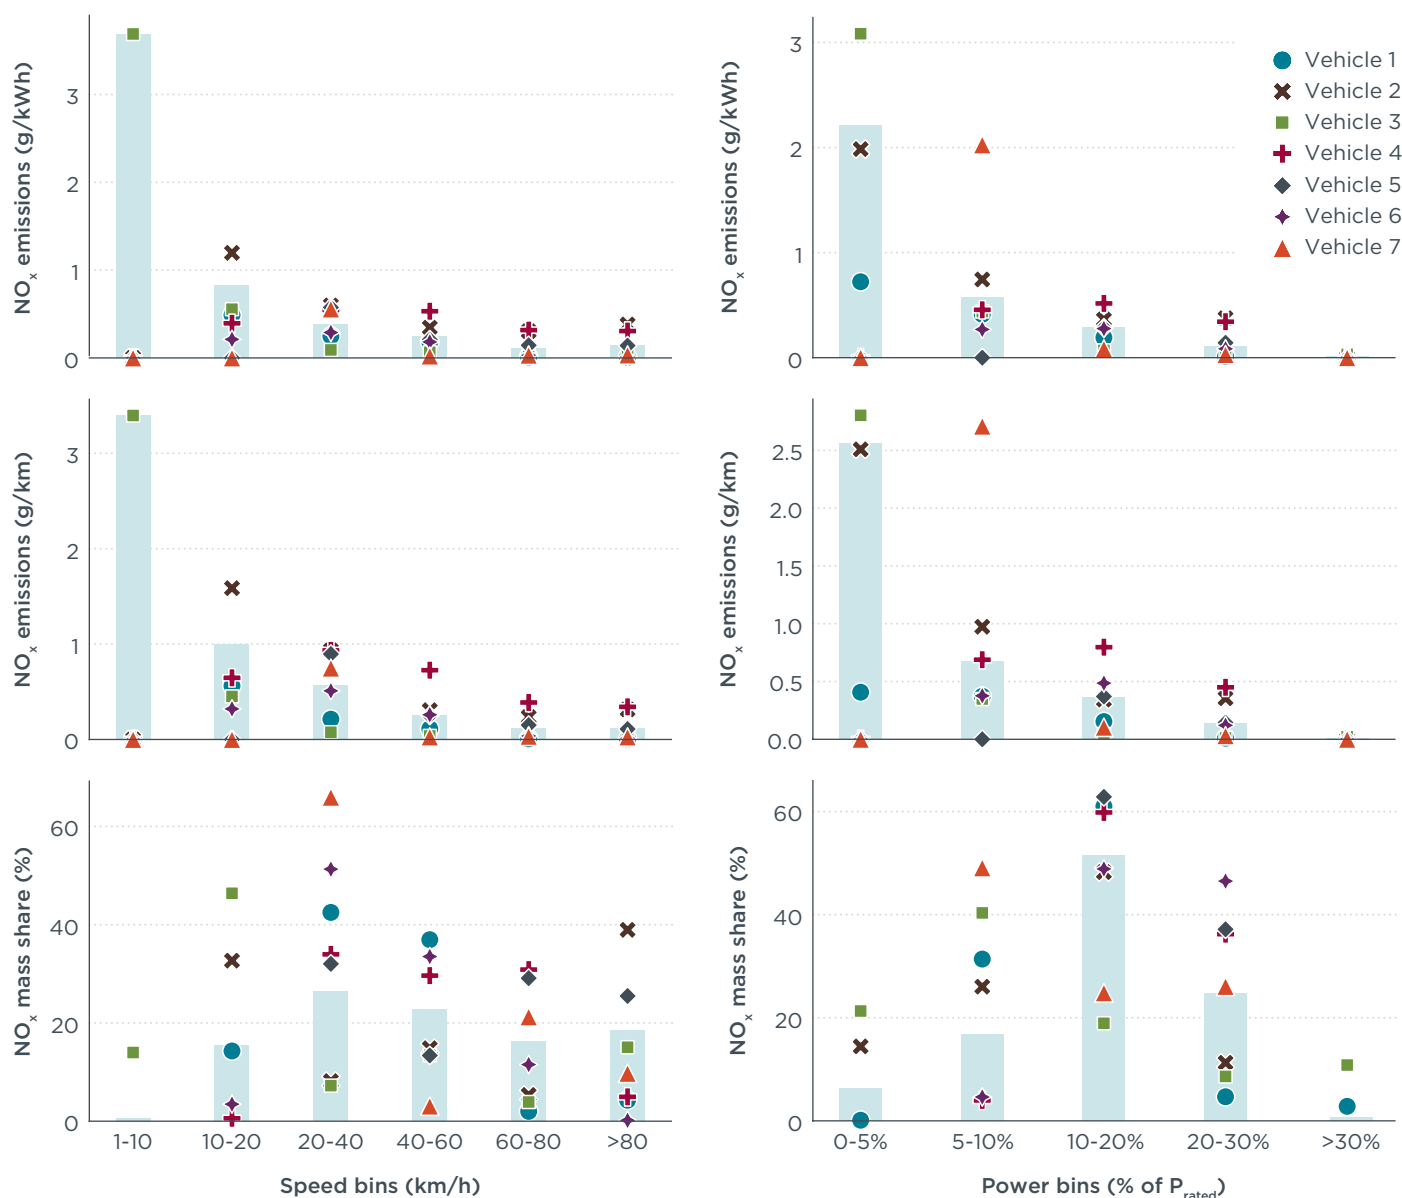 NOx emissions (g/kWh)
3
2
1
0
NOx emissions (g/kWh)
3
2
1
0
Vehicle 1
Vehicle 2
Vehicle 3
Vehicle 4
Vehicle 5
Vehicle 6
Vehicle 7
NOx emissions (g/km)
3
2
1
0
NOx emissions (g/km)
2.5
2.0
1.5
1.0
0.5
0.0
NOx mass share (%)
60
40
20
0
1-10 10-20 20-40 40-60 60-80 >80
Speed bins (km/h)
NOx mass share (%)
60
40
20
0
0-5% 5-10% 10-20% 20-30% >30%
Power bins (% of Prated)